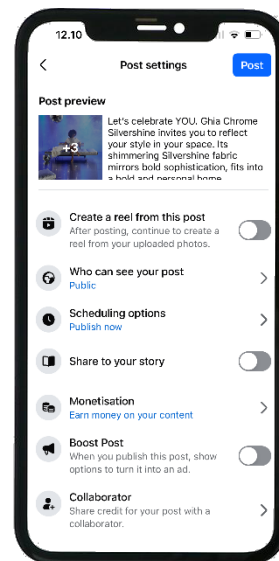 12.10
Post settings
Post
Post preview
+3
Let's celebrate YOU. Ghia Chrome
Silvershine invites you to reflect
your style in your space. Its
shimmering Silvershine fabric
mirrors bold sophistication, fits into
a bold and personal home
Create a reel from this post
After posting, continue to create a
reel from your uploaded photos.
Who can see your post
Public
Scheduling options
Publish now
Share to your story
Monetisation
Earn money on your content
Boost Post
When you publish this post, show
options to turn it into an ad.
Collaborator
Share credit for your post with a
collaborator.